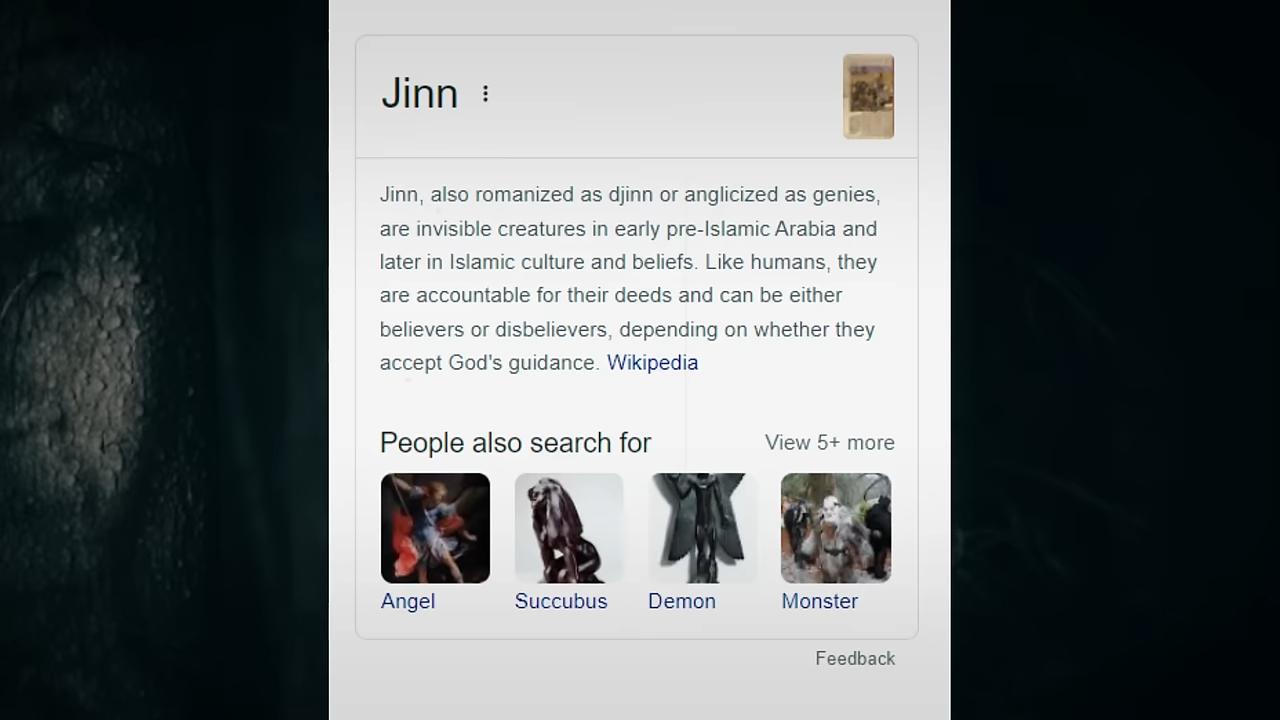 Jinn
Jinn, also romanized as djinn or anglicized as genies,
are invisible creatures in early pre-Islamic Arabia and
later in Islamic culture and beliefs. Like humans, they
are accountable for their deeds and can be either
believers or disbelievers, depending on whether they
accept God's guidance. Wikipedia
People also search for View 5+ more
Angel Succubus Demon Monster
Feedback